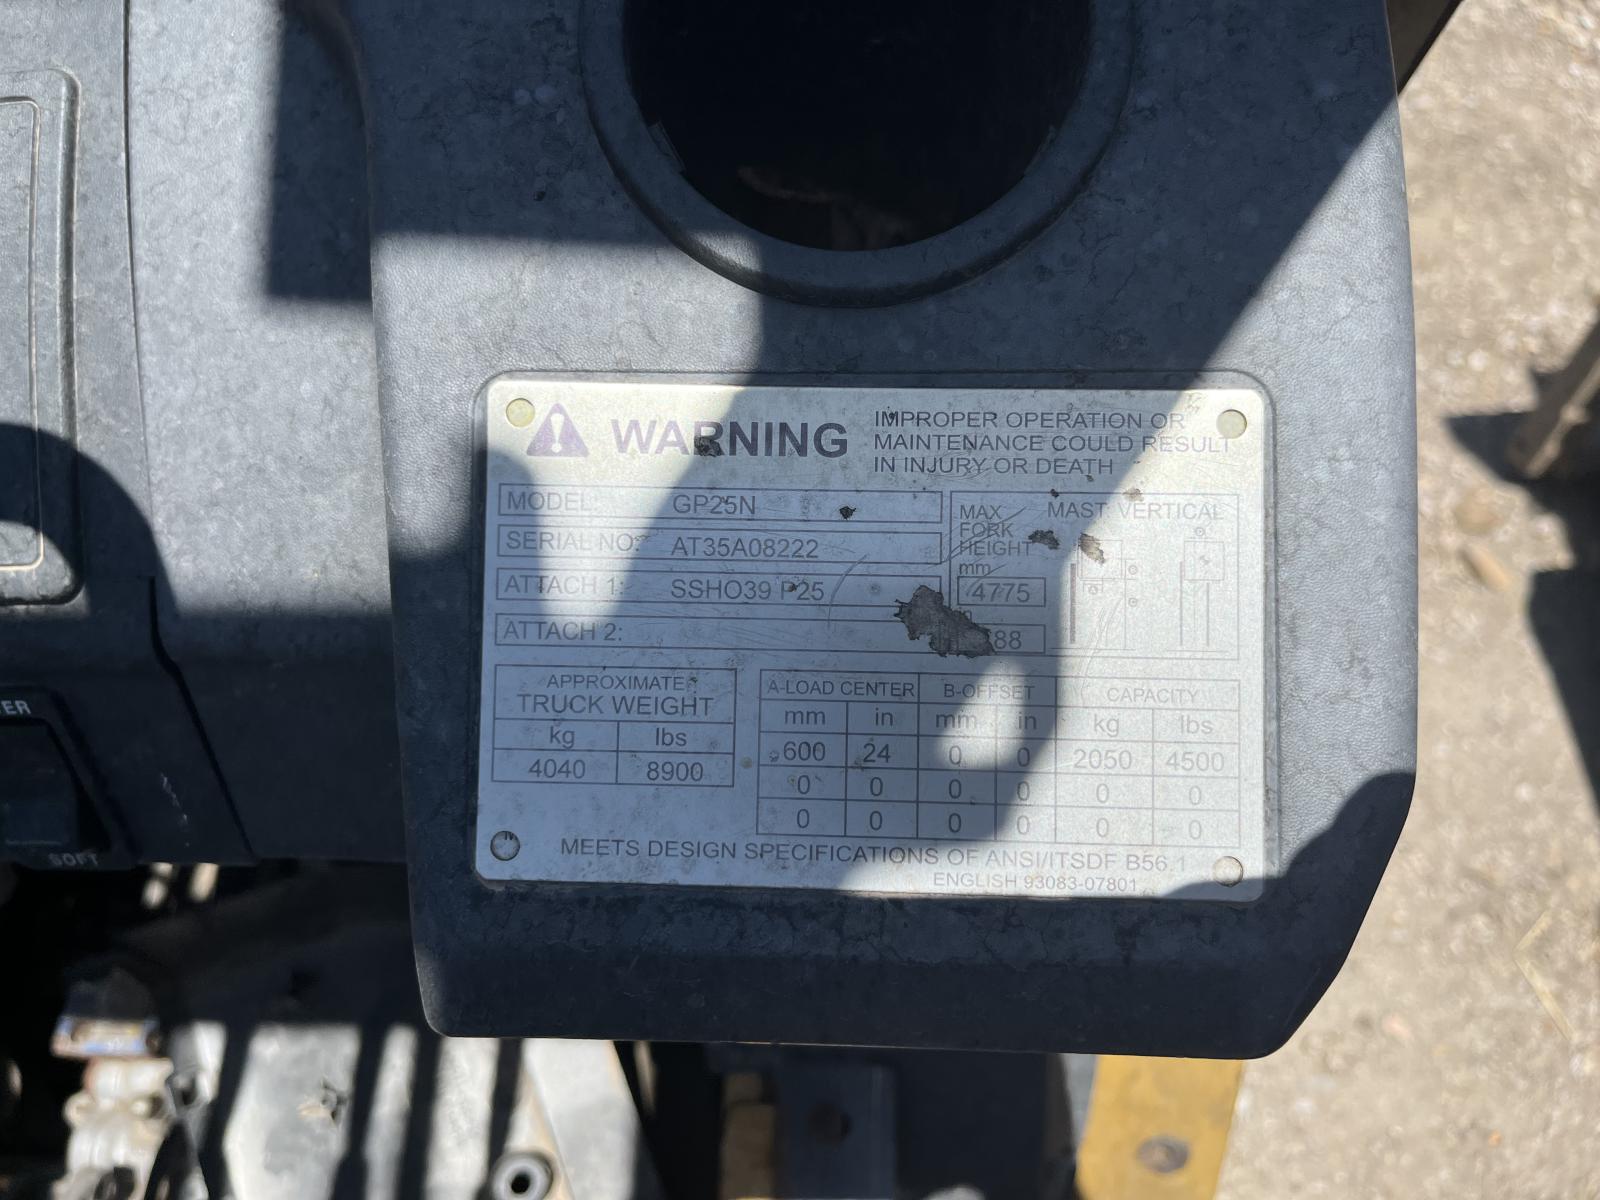 WARNING
IMPROPER OPERATION OR
MAINTENANCE COULD RESULT
IN INJURY OR DEATH
MODEL: GP25N
SERIAL NO: AT35A08222
ATTACH 1: SSHO39 P25
ATTACH 2:
MAX
FORK
HEIGHT
mm
4775
88
MAST VERTICAL
APPROXIMATE
TRUCK WEIGHT
kg lbs
4040 8900
A-LOAD CENTER B-OFFSET CAPACITY
mm in mm in kg lbs
600 24 0 0 2050 4500
0 0 0 0 0 0
0 0 0 0 0 0
MEETS DESIGN SPECIFICATIONS OF ANSI/ITSDF B56.1
ENGLISH 93083-07801
SOFT